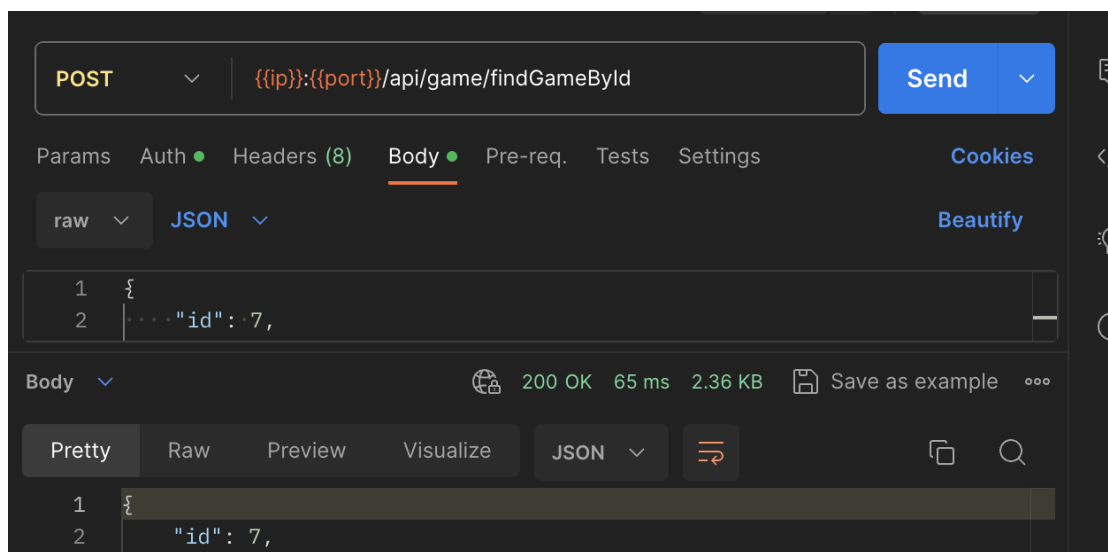 POST {{ip}}:{{port}}/api/game/findGameById Send
Params Auth Headers (8) Body Pre-req. Tests Settings Cookies
raw JSON Beautify
1 {
2 ····"id":·7,
Body 200 OK 65 ms 2.36 KB Save as example
Pretty Raw Preview Visualize JSON
1 {
2 "id": 7,